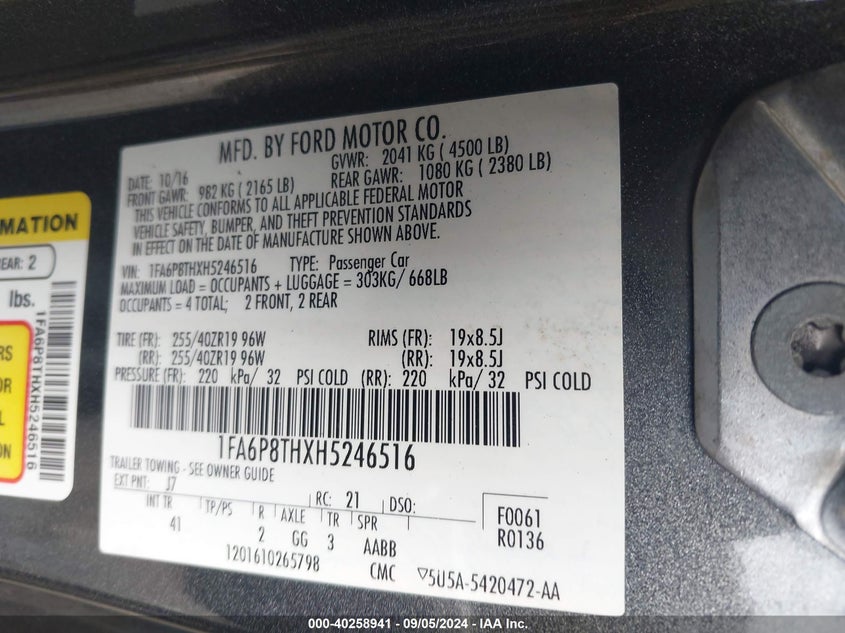 MFD. BY FORD MOTOR CO.
DATE: 10/16 GVWR: 2041 KG ( 4500 LB)
FRONT GAWR: 982 KG ( 2165 LB) REAR GAWR: 1080 KG ( 2380 LB)
THIS VEHICLE CONFORMS TO ALL APPLICABLE FEDERAL MOTOR
VEHICLE SAFETY, BUMPER, AND THEFT PREVENTION STANDARDS
IN EFFECT ON THE DATE OF MANUFACTURE SHOWN ABOVE.
VIN: 1FA6P8THXH5246516 TYPE: Passenger Car
MAXIMUM LOAD = OCCUPANTS + LUGGAGE = 303KG/ 668LB
OCCUPANTS = 4 TOTAL; 2 FRONT, 2 REAR
TIRE (FR): 255/40ZR19 96W RIMS (FR): 19x8.5J
(RR): 255/40ZR19 96W (RR): 19x8.5J
PRESSURE (FR): 220 kPa/ 32 PSI COLD (RR): 220 kPa/ 32 PSI COLD
1FA6P8THXH5246516
TRAILER TOWING - SEE OWNER GUIDE
EXT PNT: J7 RC: 21 DSO:
INT TR TP/PS R AXLE TR SPR
41 2 GG 3 AABB
F0061
R0136
1201610265798 CMC ▽5U5A-5420472-AA
MATION
EAR: 2
lbs.
RS
OR
L
ON
1FA6P8THXH5246516
000-40258941 - 09/05/2024 - IAAI, Inc.